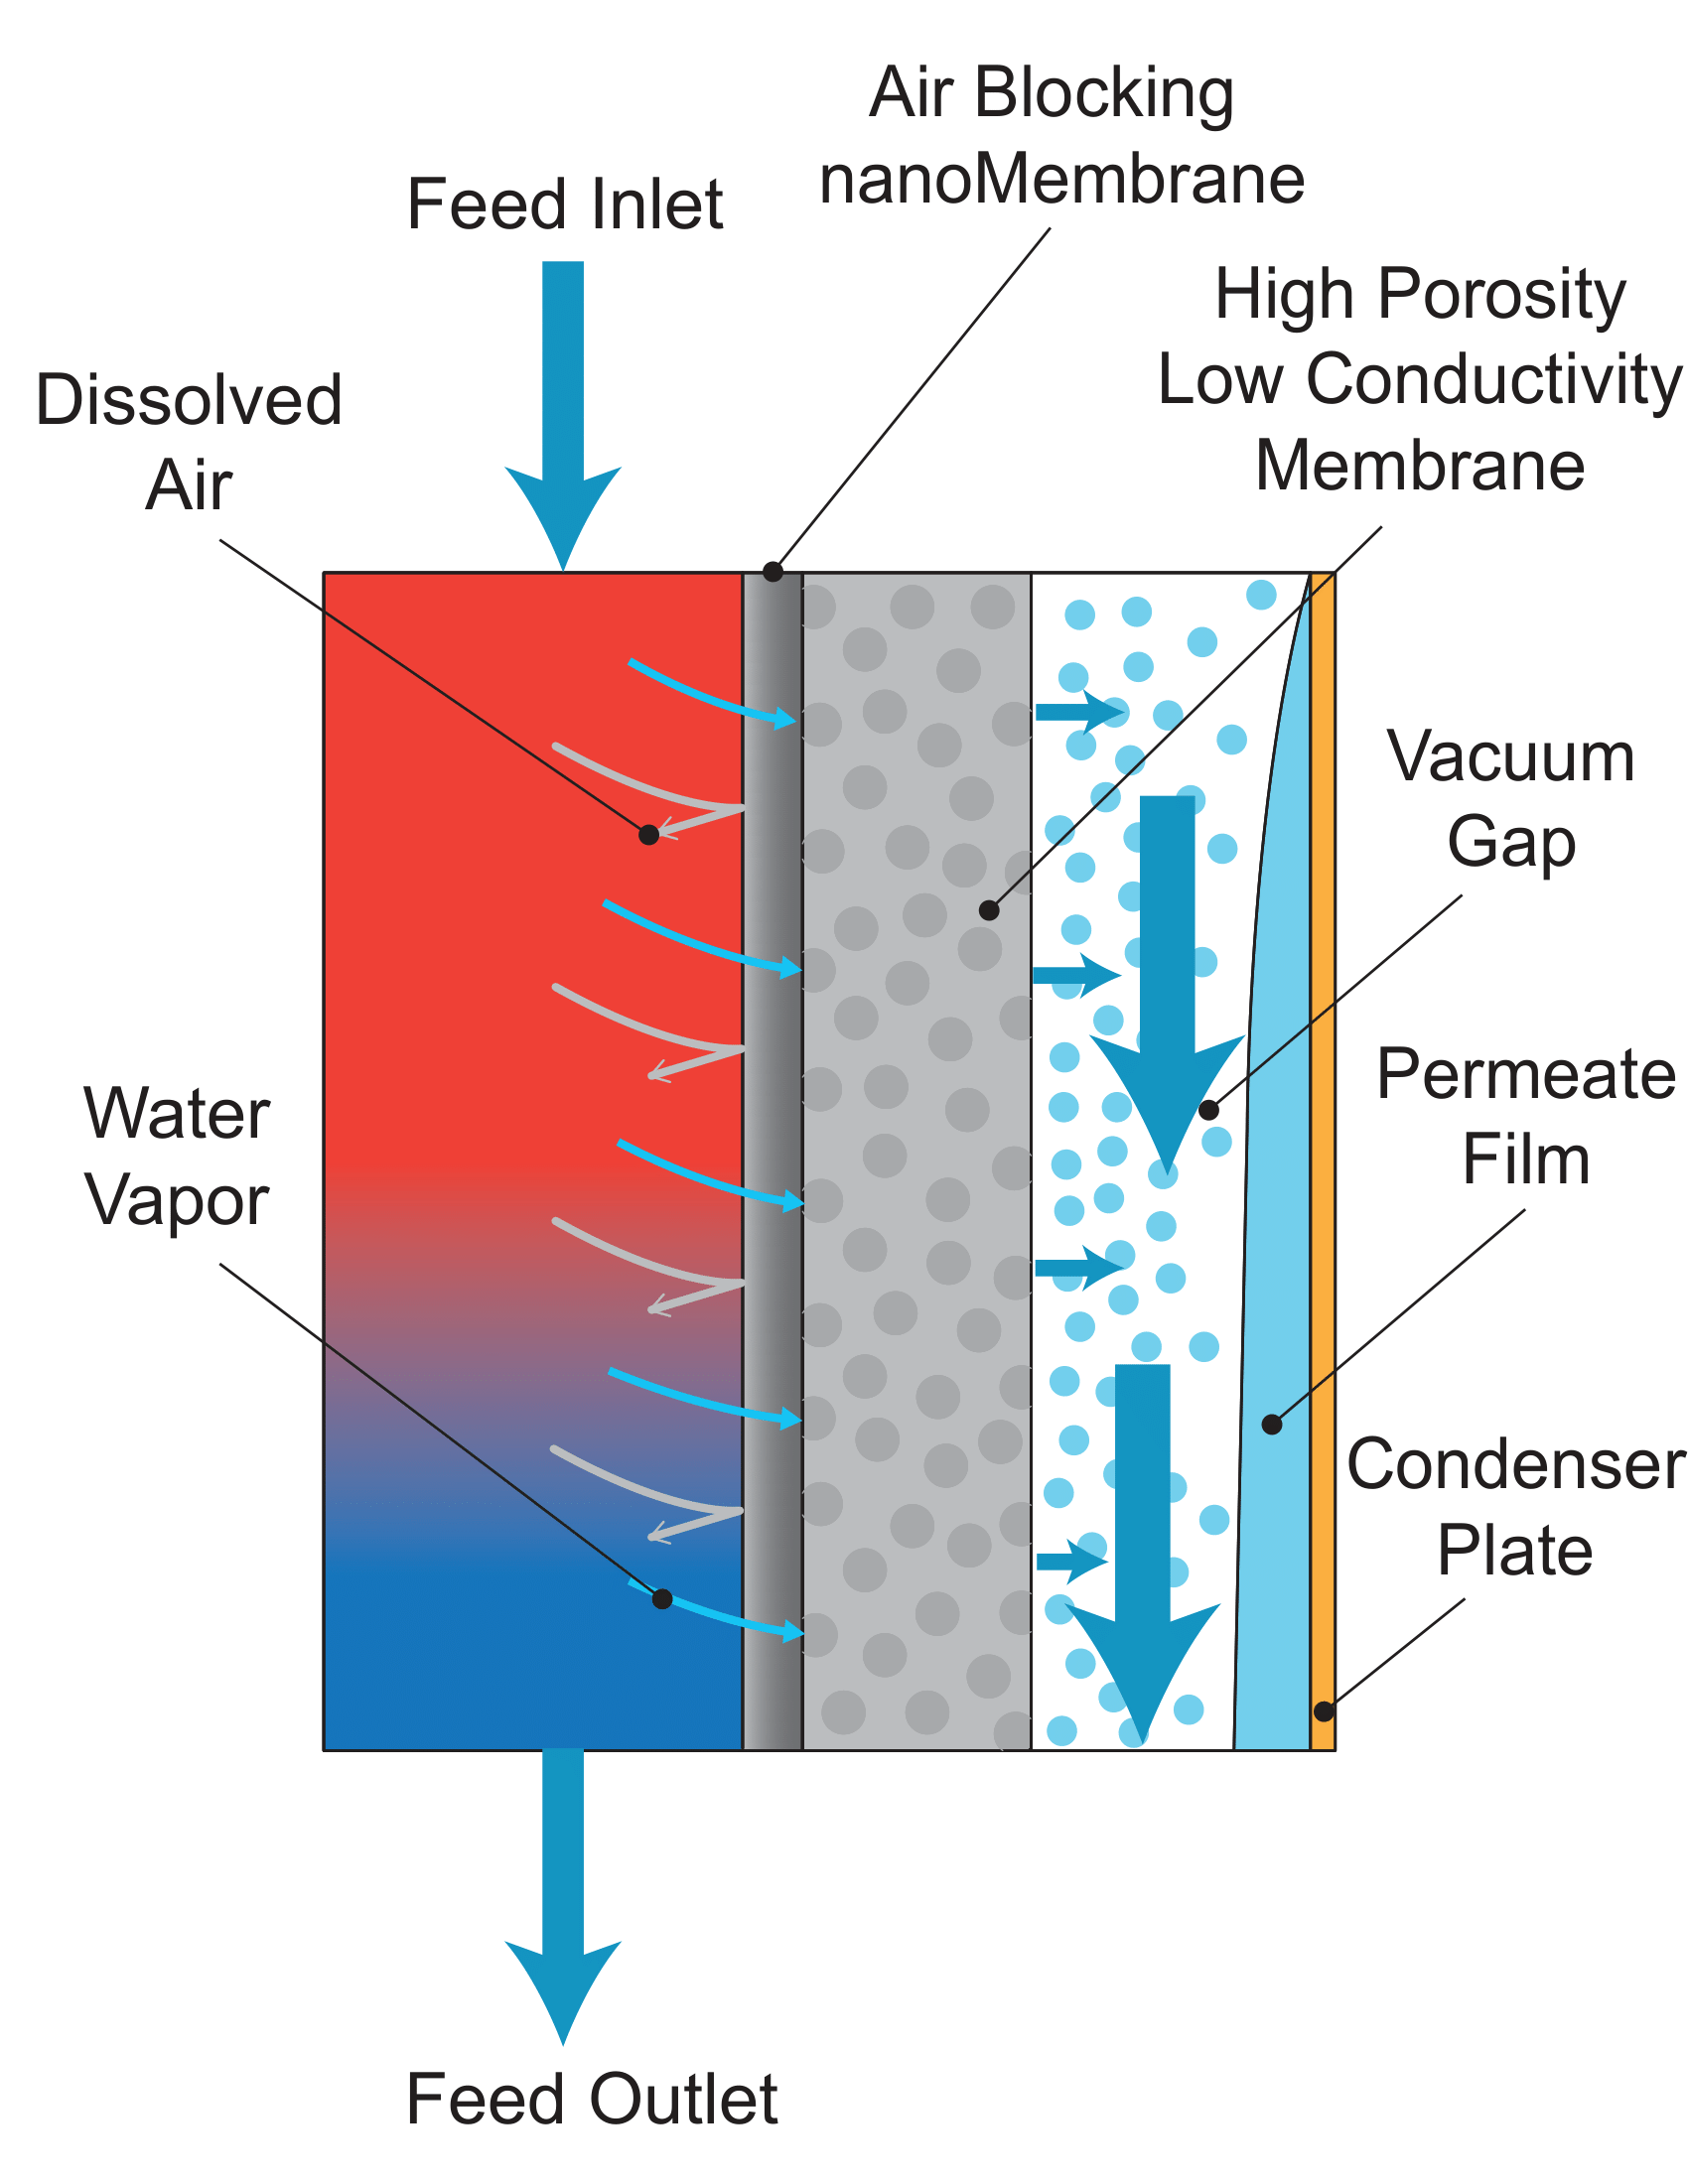 Air Blocking
nanoMembrane
Feed Inlet
High Porosity
Low Conductivity
Membrane
Dissolved
Air
Vacuum
Gap
Permeate
Film
Water
Vapor
Condenser
Plate
Feed Outlet